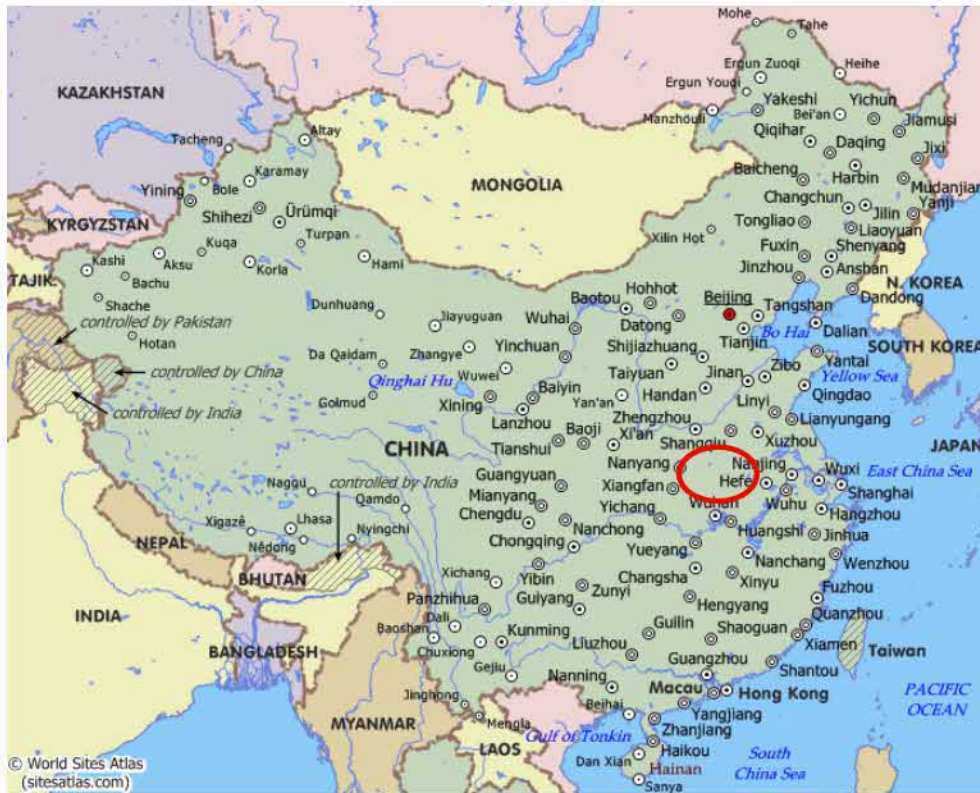 Mohe
Tahe
Ergun Zuoqi
Heihe
KAZAKHSTAN
Ergun Youqi
Yakeshi
Yichun
Manzhouli
Bei'an
Jiamusi
Tacheng
Altay
Qiqihar
Daqing
Jixi
Karamay
Baicheng
Harbin
Yining
Bole
MONGOLIA
Mudanjian
Shihezi
Ürümqi
Changchun
Jilin
Yanji
KYRGYZSTAN
Turpan
Xilin Hot
Tongliao
Liaoyuan
Kuqa
Fuxin
Shenyang
Kashi
Aksu
Korla
Hami
Jinzhou
Anshan
TAJIK.
Bachu
N. KOREA
Shache
Dunhuang
Hohhot
Beijing
Dandong
Baotou
Tangshan
controlled by Pakistan
Jiayuguan
Wuhai
Datong
Bo Hai
Dalian
Hotan
Tianjin
SOUTH KOREA
Da Qaidam
Zhangye
Yinchuan
Shijiazhuang
Yantai
controlled by China
Qinghai Hu
Wuwei
Taiyuan
Jinan
Zibo
Yellow Sea
Golmud
Baiyin
Yan'an
Handan
Qingdao
controlled by India
Xining
Linyi
Lanzhou
Zhengzhou
Lianyungang
Baoji
Xi'an
CHINA
Tianshui
Shangqiu
Xuzhou
JAPAN
Nanyang
Nanjing
Wuxi
East China Sea
Guangyuan
Hefe
controlled by India
Xiangfan
Shanghai
Naggu
Qamdo
Mianyang
Wuhu
Yichang
Wuhan
Hangzhou
Chengdu
Xigazê
Lhasa
Nyingchi
Nanchong
Huangshi
Jinhua
Nêdong
NEPAL
Chongqing
Yueyang
Nanchang
Wenzhou
BHUTAN
Xichang
Yibin
Changsha
Zunyi
Xinyu
Fuzhou
INDIA
Panzhihua
Guiyang
Hengyang
Quanzhou
Dali
Guilin
Baoshan
Kunming
Shaoguan
Xiamen
Taiwan
BANGLADESH
Chuxiong
Liuzhou
Guangzhou
Shantou
Gejiu
Nanning
Macau
Hong Kong
PACIFIC
OCEAN
Jinghong
Beihai
Yangjiang
MYANMAR
Mengla
Gulf of Tonkin
Zhanjiang
LAOS
Haikou
South
China Sea
Dan Xian
Hainan
Sanya
© World Sites Atlas
(sitesatlas.com)